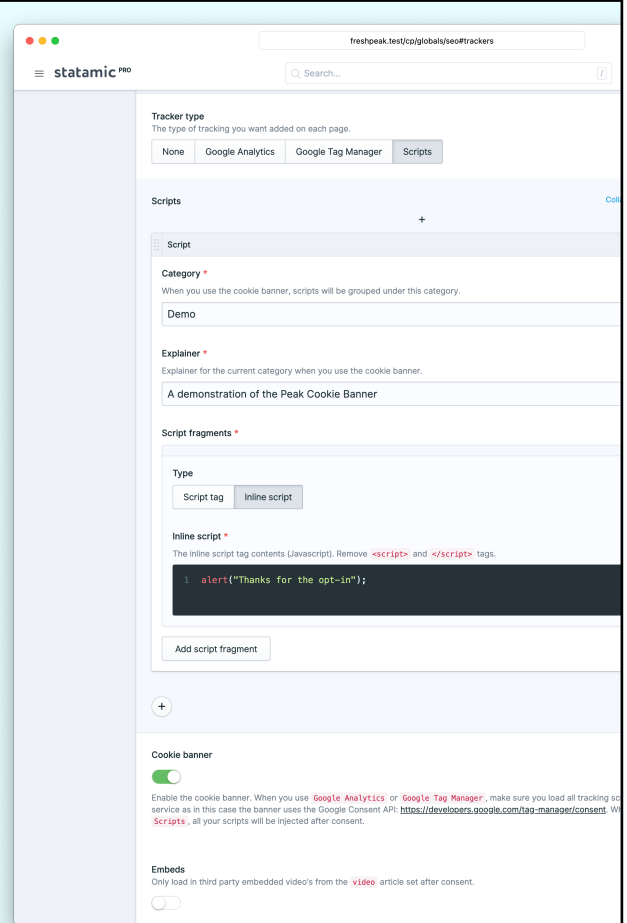 freshpeak.test/cp/globals/seo#trackers
statamic PRO
Search...
/
Tracker type
The type of tracking you want added on each page.
None Google Analytics Google Tag Manager Scripts
Scripts
+
Script
Category *
When you use the cookie banner, scripts will be grouped under this category.
Demo
Explainer *
Explainer for the current category when you use the cookie banner.
A demonstration of the Peak Cookie Banner
Script fragments *
Type
Script tag Inline script
Inline script *
The inline script tag contents (Javascript). Remove <script> and </script> tags.
1 alert("Thanks for the opt-in");
Add script fragment
+
Cookie banner
Enable the cookie banner. When you use Google Analytics or Google Tag Manager, make sure you load all tracking
service as in this case the banner uses the Google Consent API: https://developers.google.com/tag-manager/consent.
Scripts, all your scripts will be injected after consent.
Embeds
Only load in third party embedded video's from the video article set after consent.